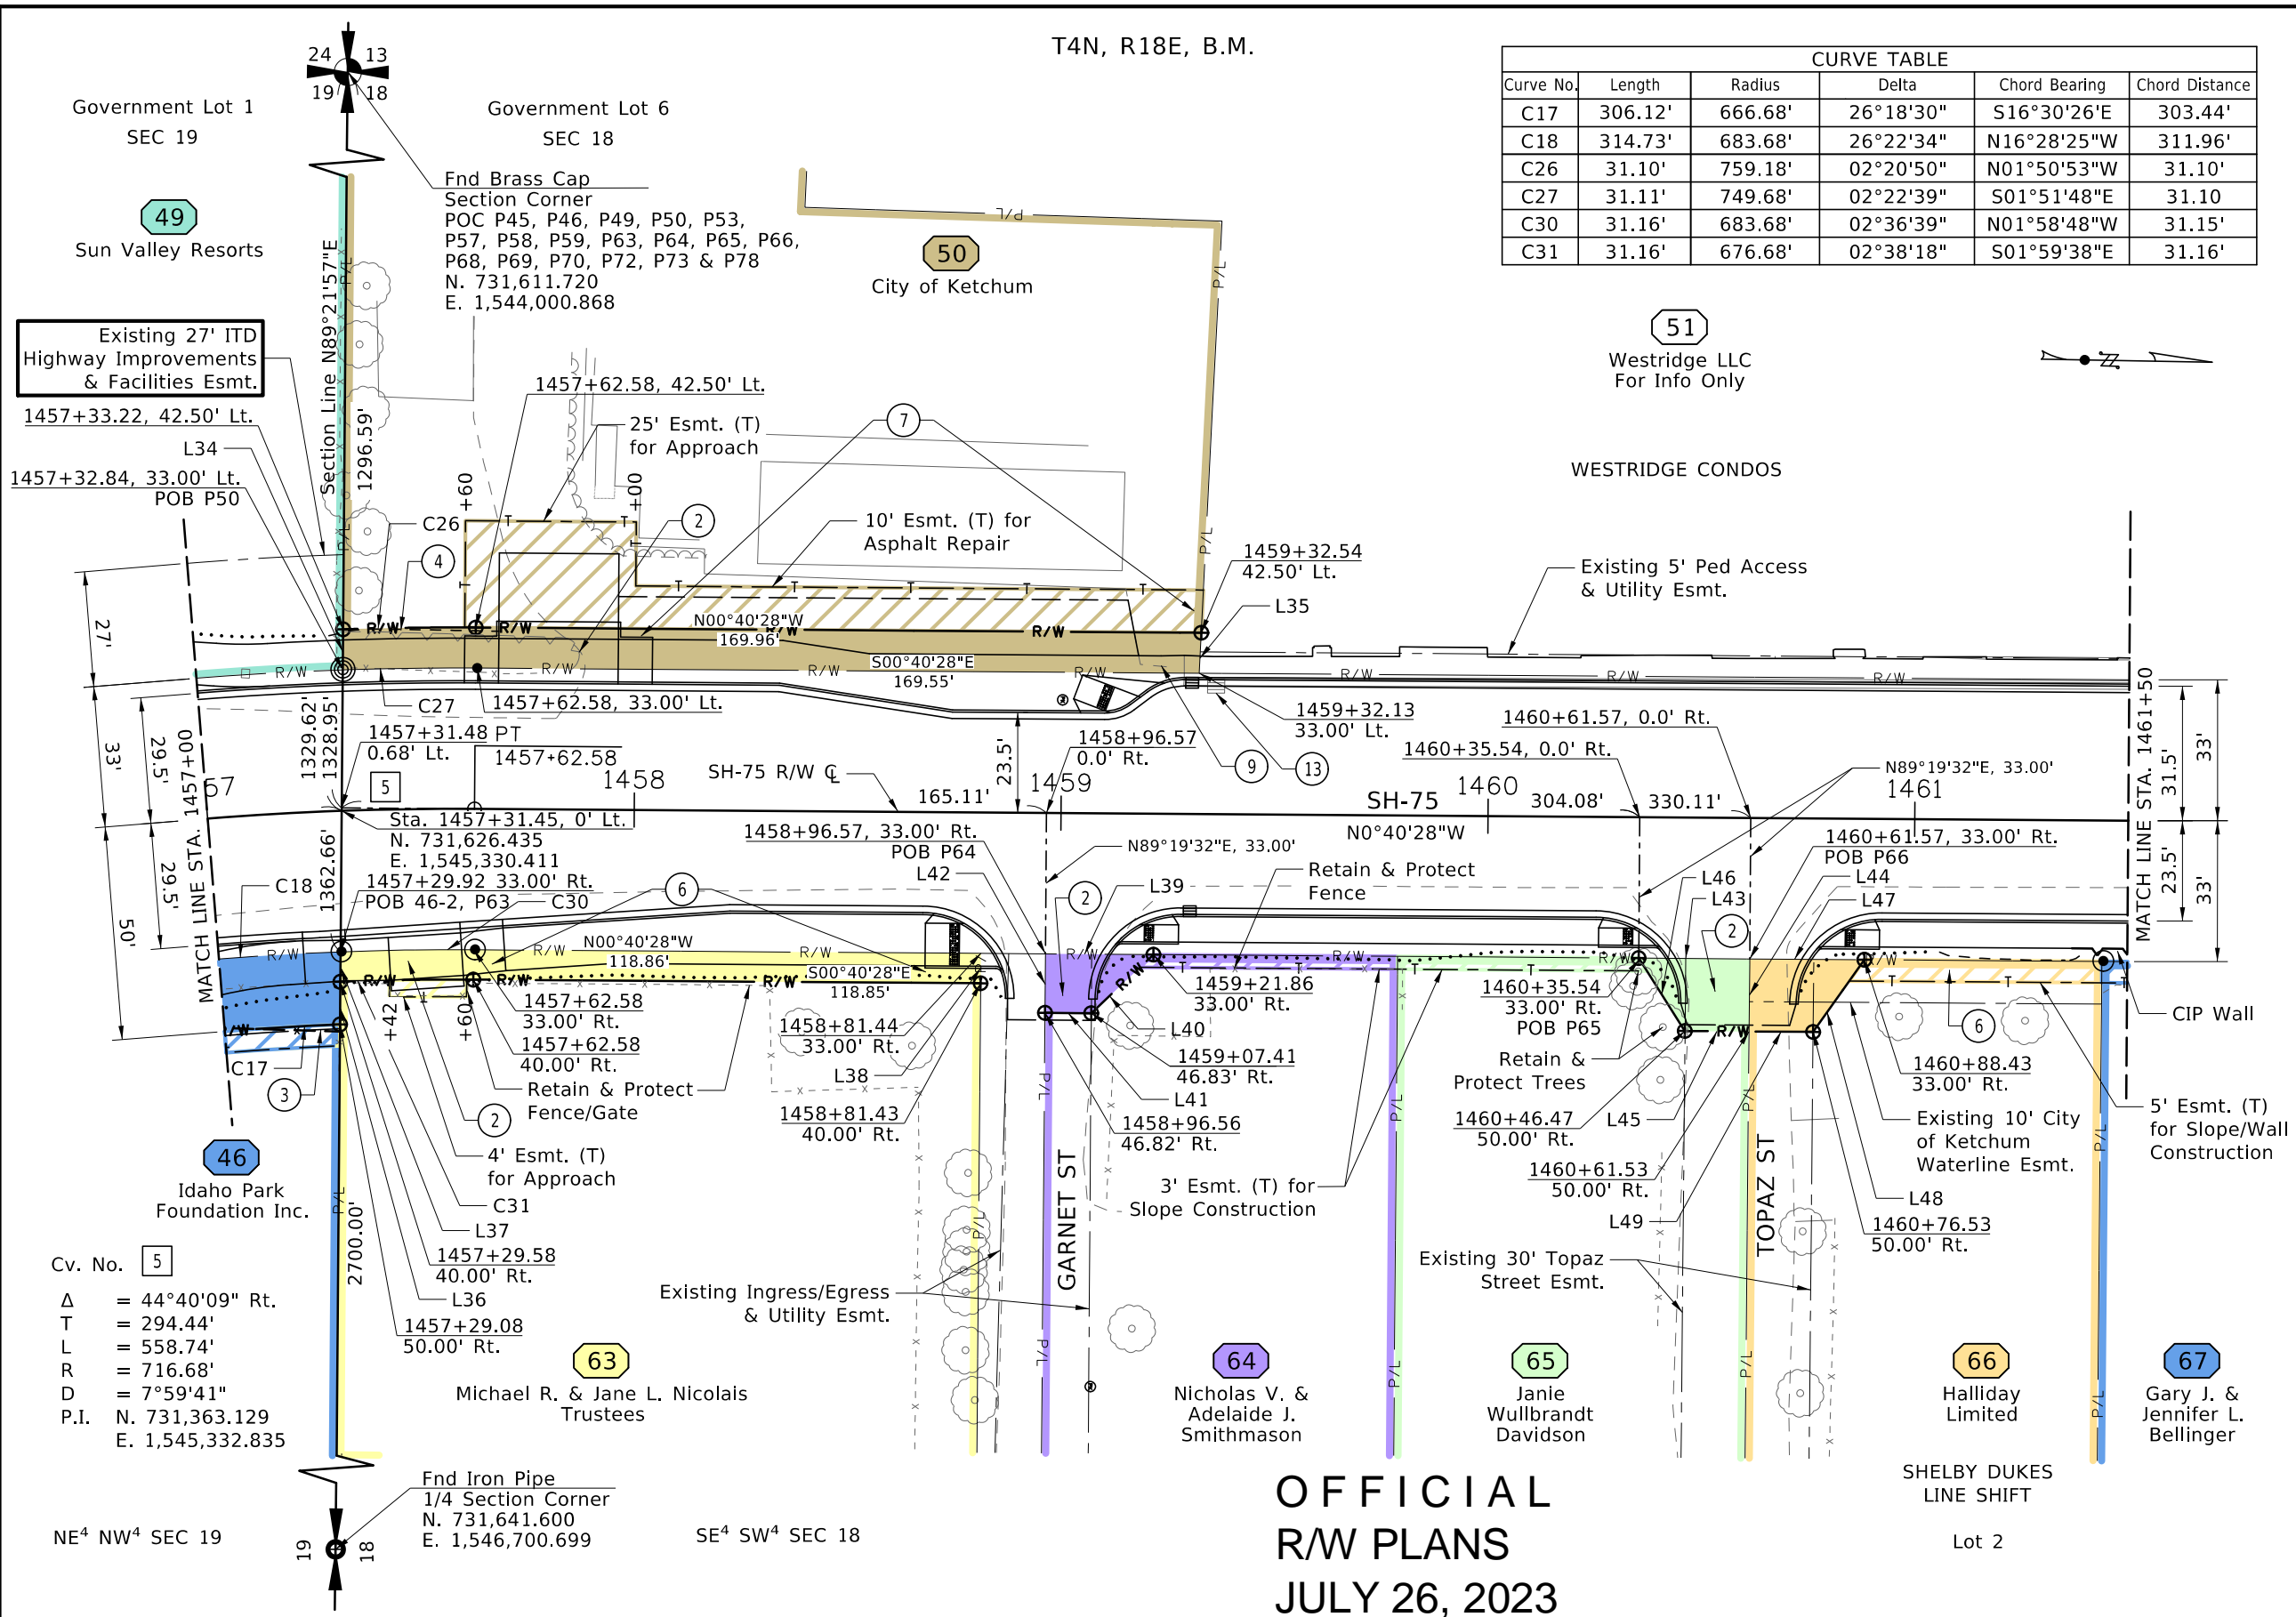 T4N, R18E, B.M.
24 13
19 18
Government Lot 1
SEC 19
Government Lot 6
SEC 18
Fnd Brass Cap
Section Corner
POC P45, P46, P49, P50, P53,
P57, P58, P59, P63, P64, P65, P66,
P68, P69, P70, P72, P73 & P78
N. 731,611.720
E. 1,544,000.868
CURVE TABLE
Curve No. Length Radius Delta Chord Bearing Chord Distance
C17 306.12' 666.68' 26°18'30" S16°30'26"E 303.44'
C18 314.73' 683.68' 26°22'34" N16°28'25"W 311.96'
C26 31.10' 759.18' 02°20'50" N01°50'53"W 31.10'
C27 31.11' 749.68' 02°22'39" S01°51'48"E 31.10
C30 31.16' 683.68' 02°36'39" N01°58'48"W 31.15'
C31 31.16' 676.68' 02°38'18" S01°59'38"E 31.16'
49
Sun Valley Resorts
50
City of Ketchum
51
Westridge LLC
For Info Only
N
WESTRIDGE CONDOS
Existing 27' ITD
Highway Improvements
& Facilities Esmt.
Section Line N89°21'57"E
1296.59'
P/L
P/L
P/L
P/L
P/L
P/L
1457+33.22, 42.50' Lt.
L34
1457+32.84, 33.00' Lt.
POB P50
1457+62.58, 42.50' Lt.
25' Esmt. (T)
for Approach
7
+60
+00
2
C26
4
10' Esmt. (T) for
Asphalt Repair
1459+32.54
42.50' Lt.
L35
Existing 5' Ped Access
& Utility Esmt.
T T T T T T T T T
R/W R/W R/W R/W
N00°40'28"W
169.96'
S00°40'28"E
169.55'
R/W R/W R/W R/W R/W R/W R/W
C27
1457+62.58, 33.00' Lt.
27'
33'
29.5'
29.5'
50'
MATCH LINE STA. 1457+00
57
1329.62'
1328.95'
1362.66'
1457+31.48
0.68' Lt.
PT
1457+62.58
5
1458
SH-75 R/W ℄
23.5'
165.11'
1458+96.57
0.0' Rt.
1459
9
13
1459+32.13
33.00' Lt.
1460+61.57, 0.0' Rt.
1460+35.54, 0.0' Rt.
SH-75
1460
304.08'
330.11'
N0°40'28"W
N89°19'32"E, 33.00'
1461
MATCH LINE STA. 1461+50
31.5'
33'
23.5'
33'
Sta. 1457+31.45, 0' Lt.
N. 731,626.435
E. 1,545,330.411
1457+29.92 33.00' Rt.
POB 46-2, P63
C18
C30
6
1458+96.57, 33.00' Rt.
POB P64
L42
N89°19'32"E, 33.00'
2
L39
Retain & Protect
Fence
L46
L43
2
1460+61.57, 33.00' Rt.
POB P66
L44
L47
R/W R/W R/W R/W R/W R/W
N00°40'28"W
118.86'
S00°40'28"E
118.85'
R/W R/W R/W R/W R/W R/W
T T T T T T
+42
+60
C17
3
1457+62.58
33.00' Rt.
1457+62.58
40.00' Rt.
Retain & Protect
Fence/Gate
2
4' Esmt. (T)
for Approach
C31
L37
1457+29.58
40.00' Rt.
L36
1457+29.08
50.00' Rt.
1458+81.44
33.00' Rt.
L38
1458+81.43
40.00' Rt.
1459+21.86
33.00' Rt.
L40
1459+07.41
46.83' Rt.
L41
1458+96.56
46.82' Rt.
3' Esmt. (T) for
Slope Construction
1460+35.54
33.00' Rt.
POB P65
Retain &
Protect Trees
1460+46.47
50.00' Rt.
L45
1460+61.53
50.00' Rt.
L49
Existing 30' Topaz
Street Esmt.
6
1460+88.43
33.00' Rt.
Existing 10' City
of Ketchum
Waterline Esmt.
L48
1460+76.53
50.00' Rt.
CIP Wall
5' Esmt. (T)
for Slope/Wall
Construction
46
Idaho Park
Foundation Inc.
2700.00'
P/L
P/L
P/L
P/L
P/L
P/L
P/L
P/L
P/L
P/L
GARNET ST
TOPAZ ST
Existing Ingress/Egress
& Utility Esmt.
Cv. No. 5
Δ = 44°40'09" Rt.
T = 294.44'
L = 558.74'
R = 716.68'
D = 7°59'41"
P.I. N. 731,363.129
E. 1,545,332.835
63
Michael R. & Jane L. Nicolais
Trustees
64
Nicholas V. &
Adelaide J.
Smithmason
65
Janie
Wullbrandt
Davidson
66
Halliday
Limited
67
Gary J. &
Jennifer L.
Bellinger
Fnd Iron Pipe
1/4 Section Corner
N. 731,641.600
E. 1,546,700.699
19 18
NE⁴ NW⁴ SEC 19
SE⁴ SW⁴ SEC 18
SHELBY DUKES
LINE SHIFT
Lot 2
OFFICIAL
R/W PLANS
JULY 26, 2023